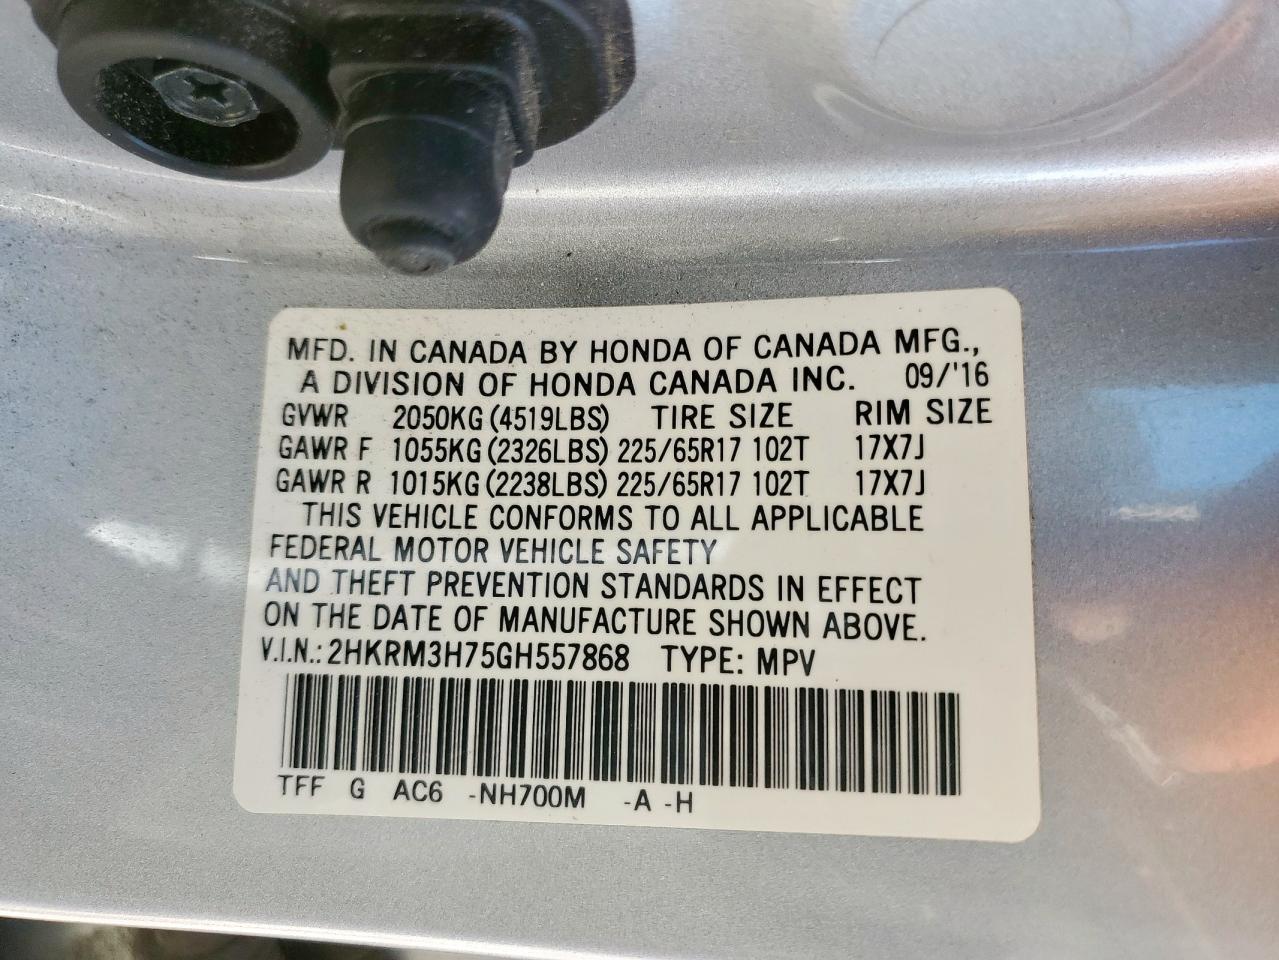 MFD. IN CANADA BY HONDA OF CANADA MFG.,
A DIVISION OF HONDA CANADA INC. 09/'16
GVWR 2050KG (4519LBS) TIRE SIZE RIM SIZE
GAWR F 1055KG (2326LBS) 225/65R17 102T 17X7J
GAWR R 1015KG (2238LBS) 225/65R17 102T 17X7J
THIS VEHICLE CONFORMS TO ALL APPLICABLE
FEDERAL MOTOR VEHICLE SAFETY
AND THEFT PREVENTION STANDARDS IN EFFECT
ON THE DATE OF MANUFACTURE SHOWN ABOVE.
V.I.N.: 2HKRM3H75GH557868 TYPE: MPV
TFF G AC6 -NH700M -A -H